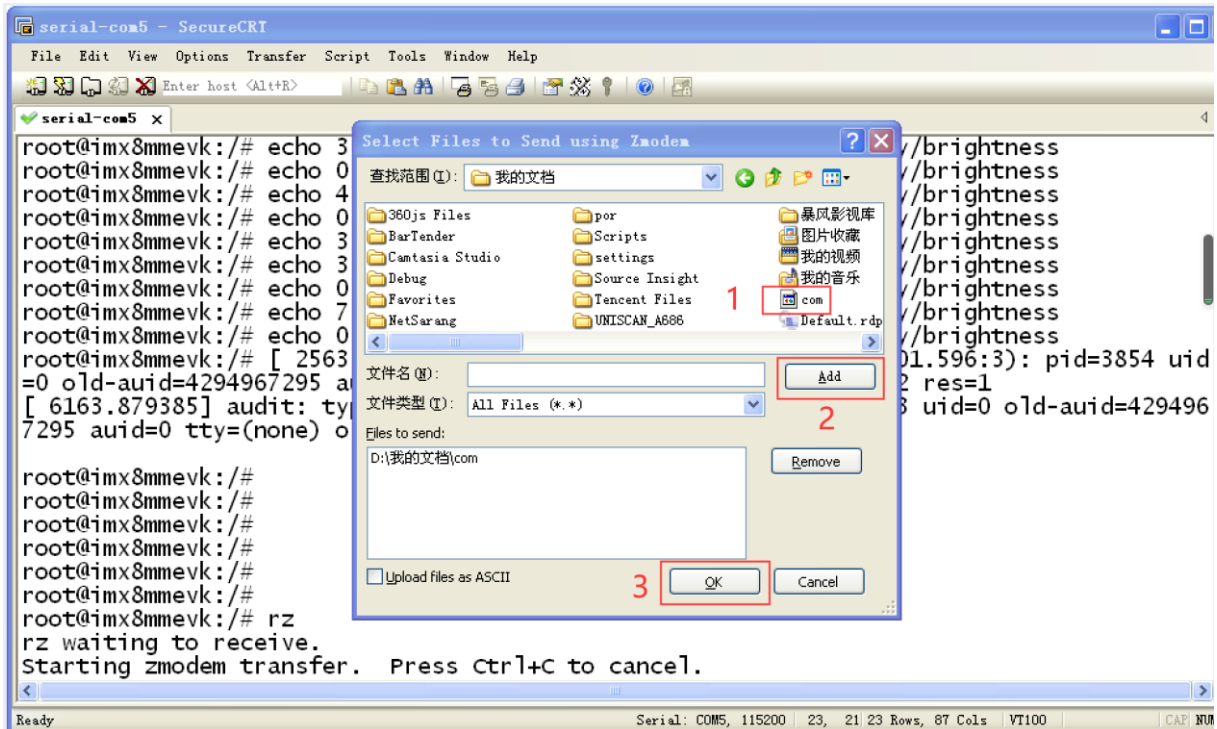 serial-com5 - SecureCRT
File Edit View Options Transfer Script Tools Window Help
Enter host <Alt+R>
serial-com5 x
root@imx8mmevk:/# echo 3 y/brightness
root@imx8mmevk:/# echo 0 y/brightness
root@imx8mmevk:/# echo 4 y/brightness
root@imx8mmevk:/# echo 0 y/brightness
root@imx8mmevk:/# echo 3 y/brightness
root@imx8mmevk:/# echo 3 y/brightness
root@imx8mmevk:/# echo 0 y/brightness
root@imx8mmevk:/# echo 7 y/brightness
root@imx8mmevk:/# echo 0 y/brightness
root@imx8mmevk:/# [ 2563 01.596:3): pid=3854 uid
=0 old-auid=4294967295 au 2 res=1
[ 6163.879385] audit: typ 3 uid=0 old-auid=429496
7295 auid=0 tty=(none) o
root@imx8mmevk:/#
root@imx8mmevk:/#
root@imx8mmevk:/#
root@imx8mmevk:/#
root@imx8mmevk:/#
root@imx8mmevk:/#
root@imx8mmevk:/# rz
rz waiting to receive.
Starting zmodem transfer.  Press Ctrl+C to cancel.
Select Files to Send using Zmodem
查找范围(I): 我的文档
360js Files por 暴风影视库
BarTender Scripts 图片收藏
Camtasia Studio settings 我的视频
Debug Source Insight 我的音乐
Favorites Tencent Files 1 com
NetSarang UNISCAN_A686 Default.rdp
文件名(N): Add
2
文件类型(T): All Files (*.*)
Files to send:
D:\我的文档\com Remove
Upload files as ASCII 3 OK Cancel
Ready Serial: COM5, 115200 23, 21 23 Rows, 87 Cols VT100 CAP NUM